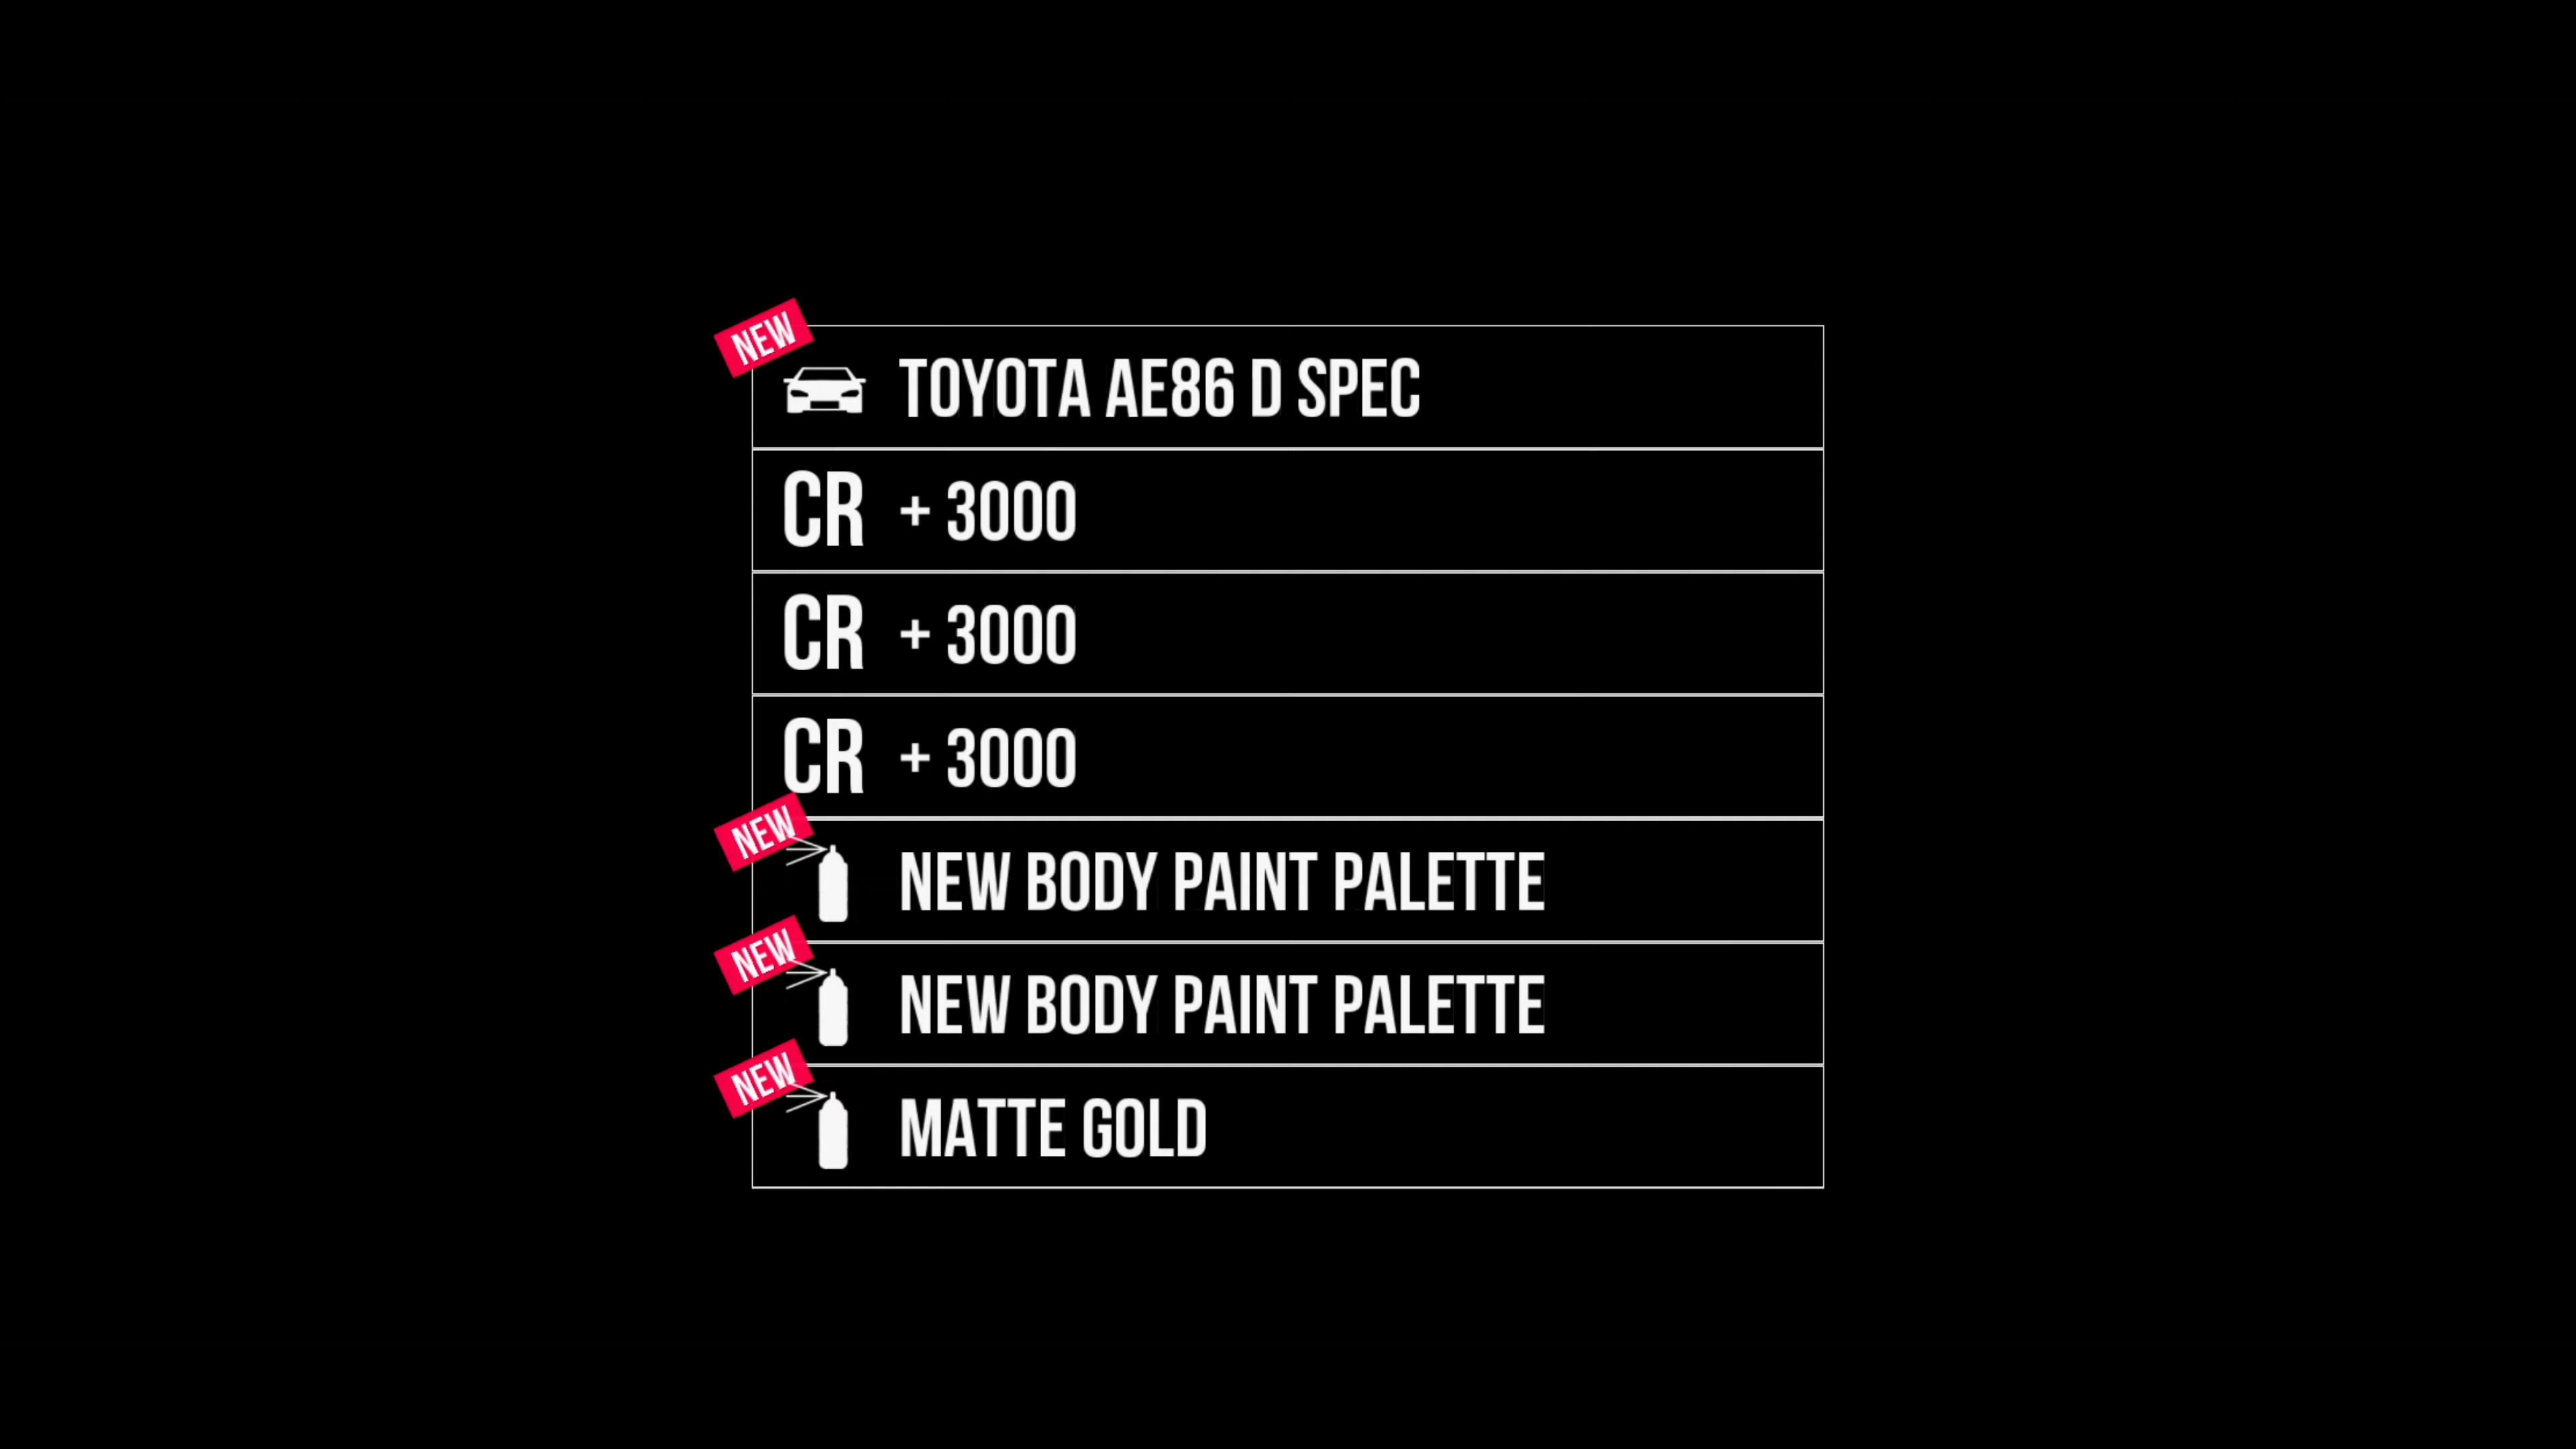 NEW
TOYOTA AE86 D SPEC
CR + 3000
CR + 3000
CR + 3000
NEW
NEW BODY PAINT PALETTE
NEW
NEW BODY PAINT PALETTE
NEW
MATTE GOLD